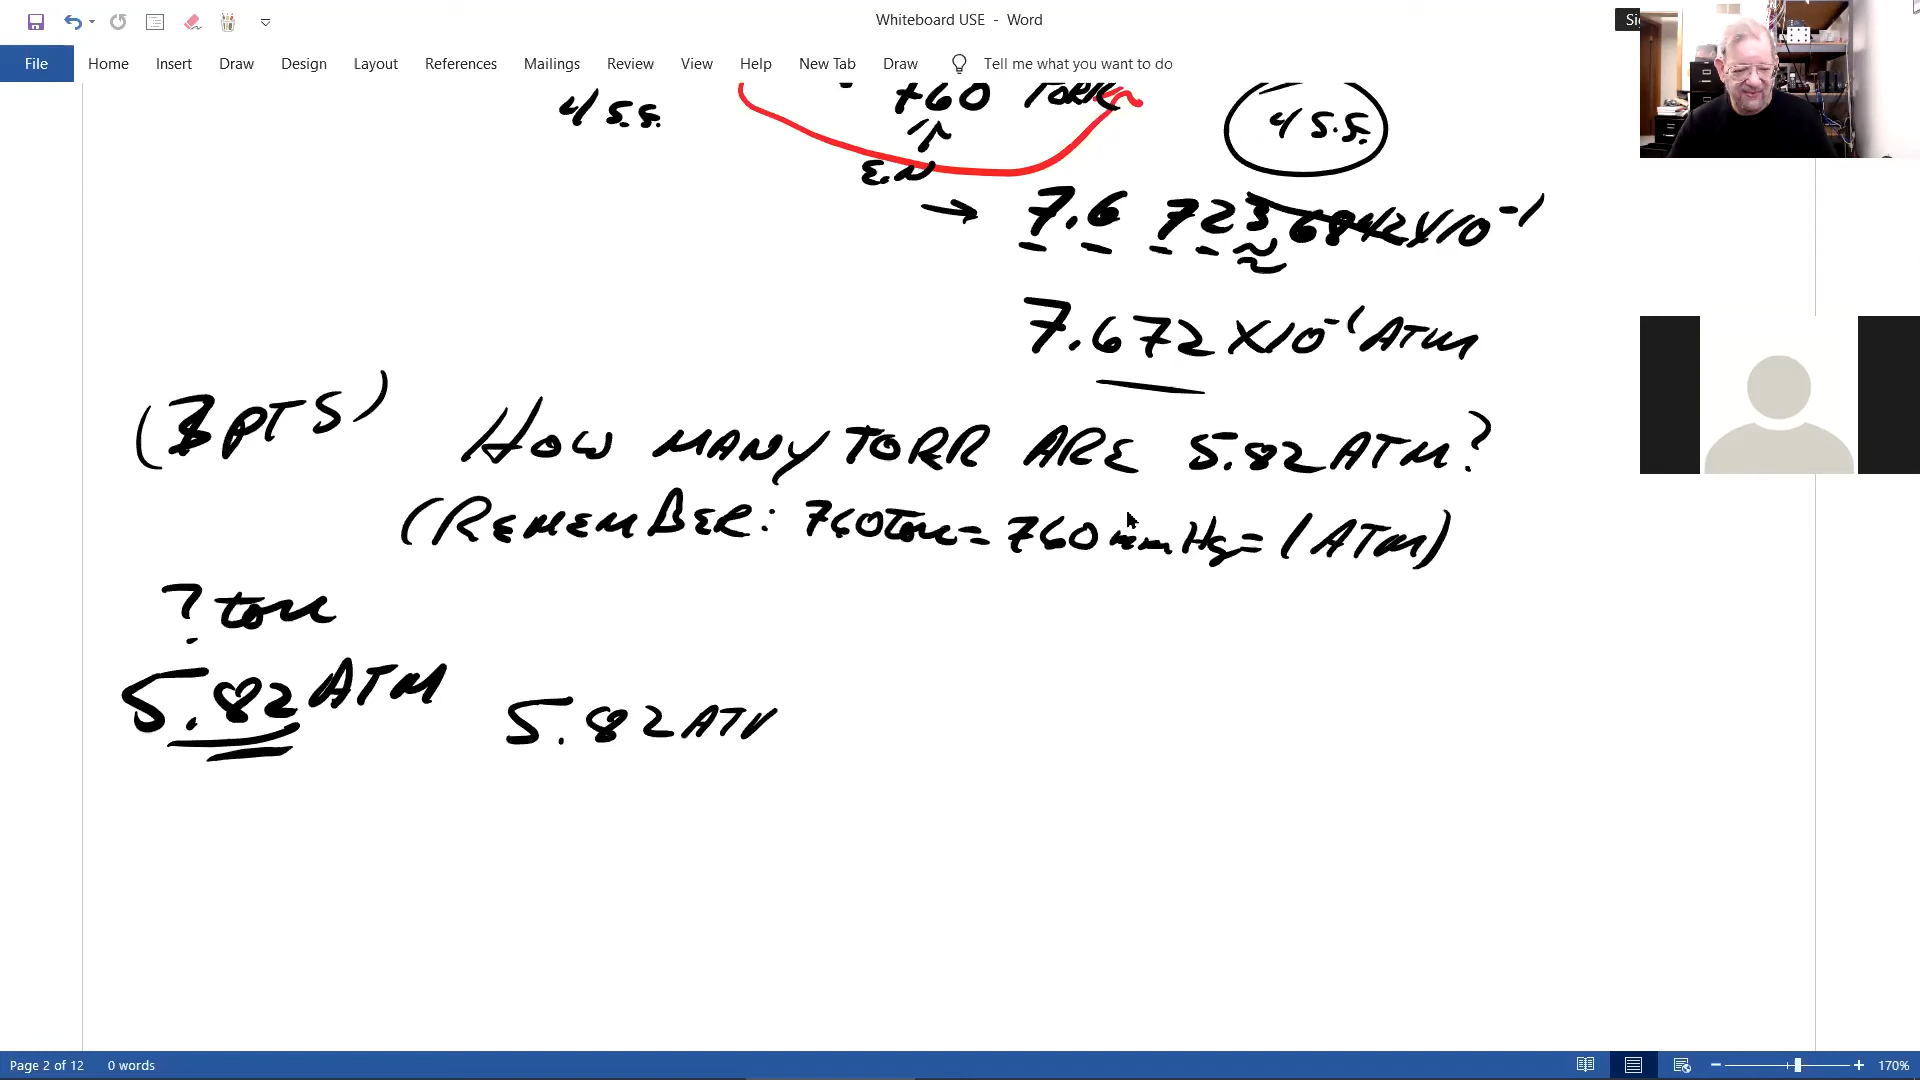 Whiteboard USE - Word
Si
File Home Insert Draw Design Layout References Mailings Review View Help New Tab Draw Tell me what you want to do
760 TORR
4 S.S.
4 S.S.
E.N
→ 7.6 723 6842 X10-1
7.672 X10-1 ATM
(3 PTS) HOW MANY TORR ARE 5.82 ATM?
(REMEMBER: 760 Torr = 760 mm Hg = 1 ATM)
? torr
5.82 ATM 5.82 AT
Page 2 of 12 0 words 170%